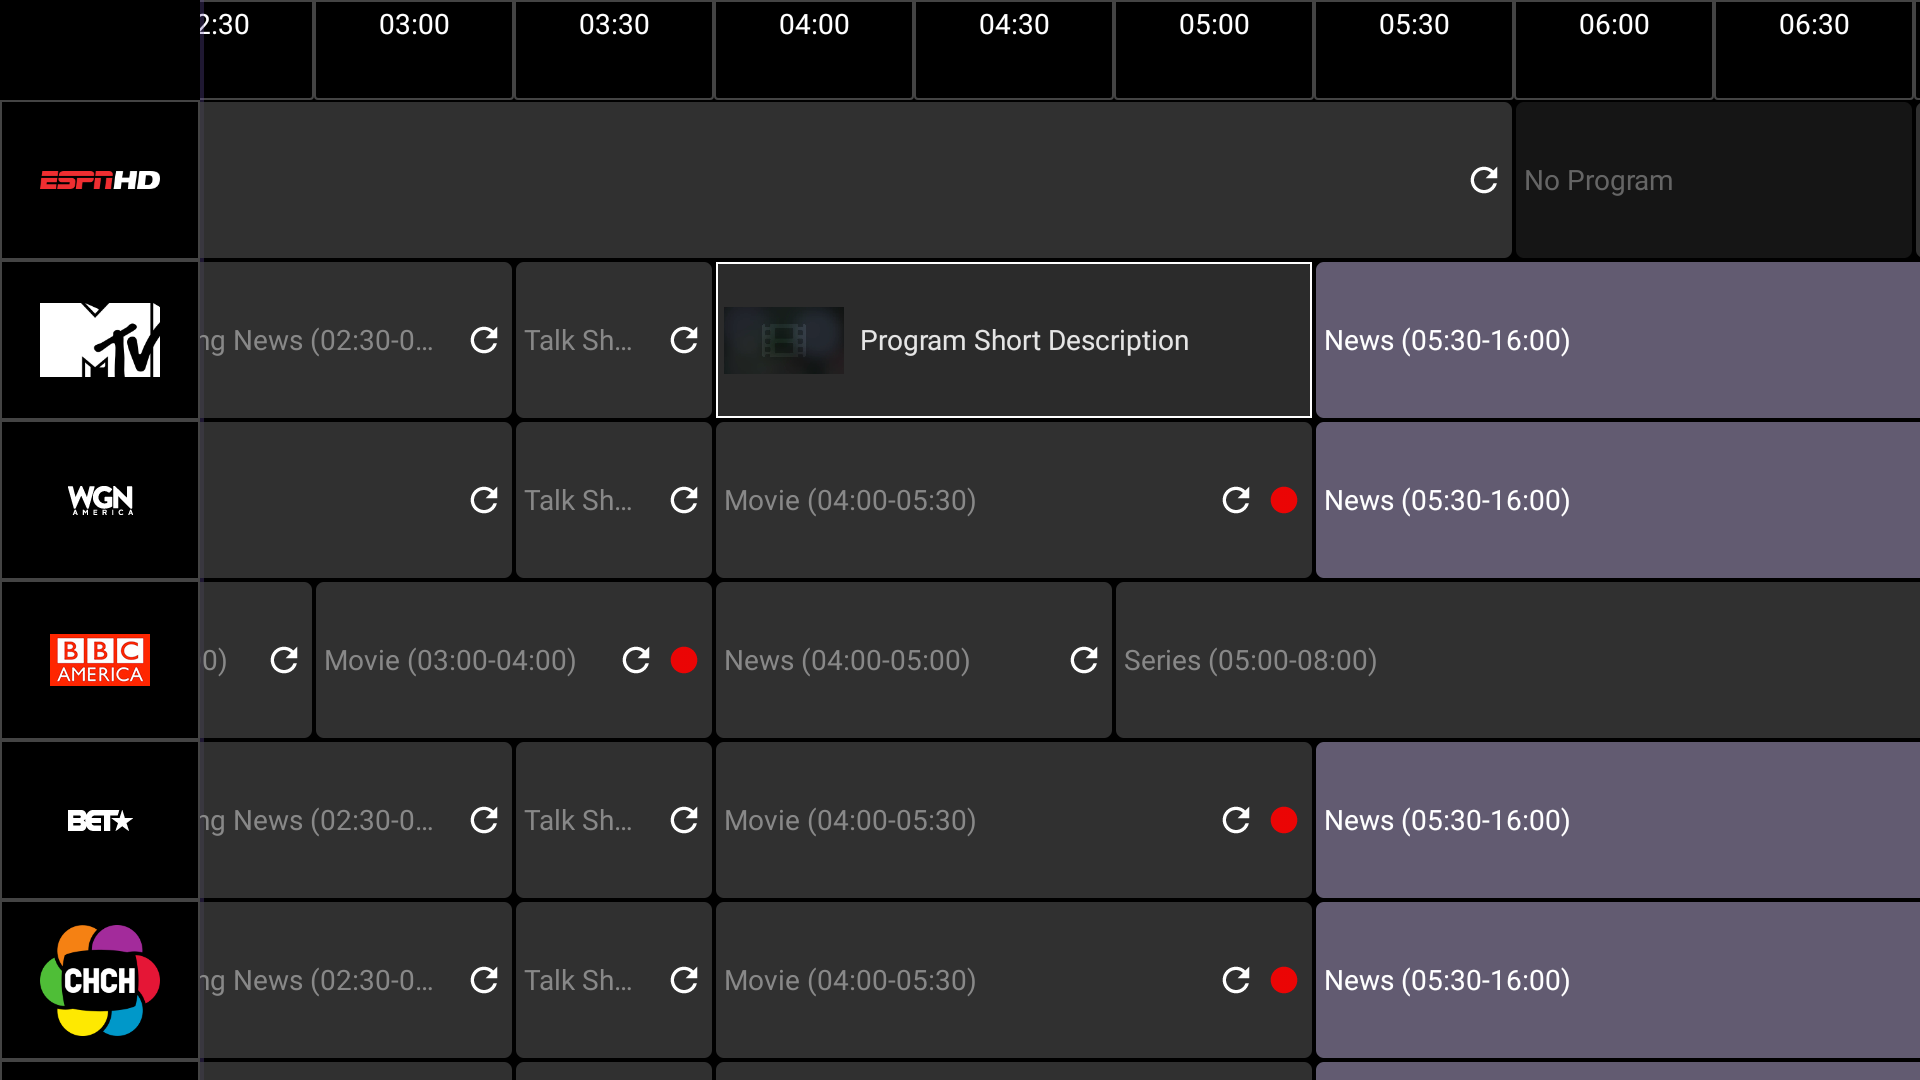 2:30 03:00 03:30 04:00 04:30 05:00 05:30 06:00 06:30
ESPN HD No Program
MTV ng News (02:30-0... Talk Sh... Program Short Description News (05:30-16:00)
WGN AMERICA Talk Sh... Movie (04:00-05:30) News (05:30-16:00)
BBC AMERICA 0) Movie (03:00-04:00) News (04:00-05:00) Series (05:00-08:00)
BET ng News (02:30-0... Talk Sh... Movie (04:00-05:30) News (05:30-16:00)
CHCH ng News (02:30-0... Talk Sh... Movie (04:00-05:30) News (05:30-16:00)